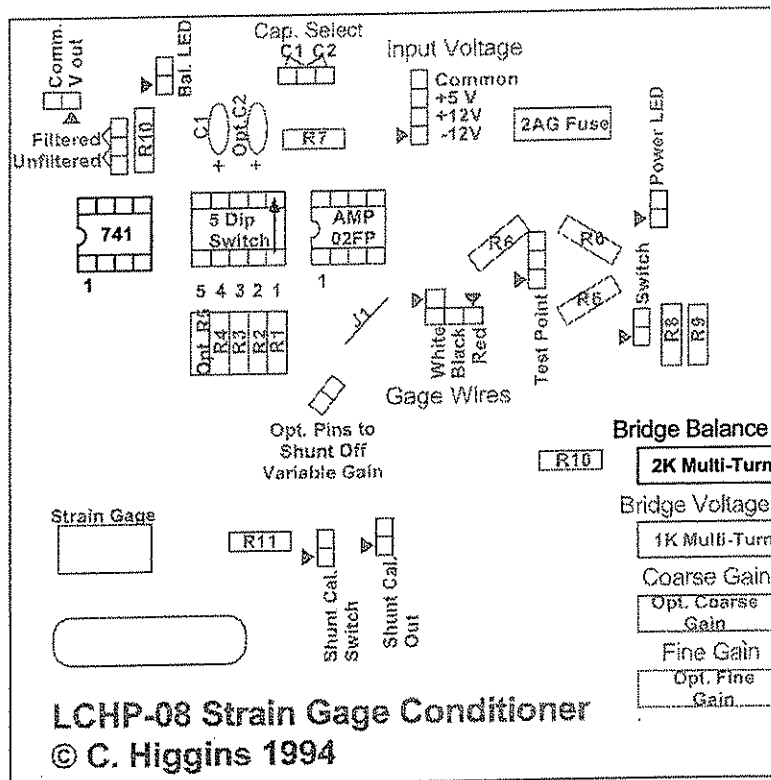 Comm.
V out
Bal. LED
Cap. Select
C1 C2
Input Voltage
Common
+5 V
+12V
-12V
2AG Fuse
Power LED
Filtered
Unfiltered
R10
C1
+
Opt. C2
+
R7
741
1
5 Dip
Switch
AMP
02FP
1
5 4 3 2 1
Opt. R5
R4
R3
R2
R1
J1
R6
R6
Test Point
Switch
R8
R9
White
Black
Red
Gage Wires
Opt. Pins to
Shunt Off
Variable Gain
R10
Bridge Balance
2K Multi-Turn
Bridge Voltage
1K Multi-Turn
Coarse Gain
Opt. Coarse
Gain
Fine Gain
Opt. Fine
Gain
Strain Gage
R11
Shunt Cal.
Switch
Shunt Cal.
Out
LCHP-08 Strain Gage Conditioner
© C. Higgins 1994